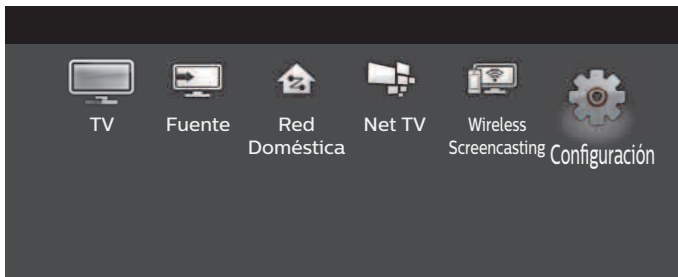 TV
Fuente
Red
Doméstica
Net TV
Wireless
Screencasting
Configuración